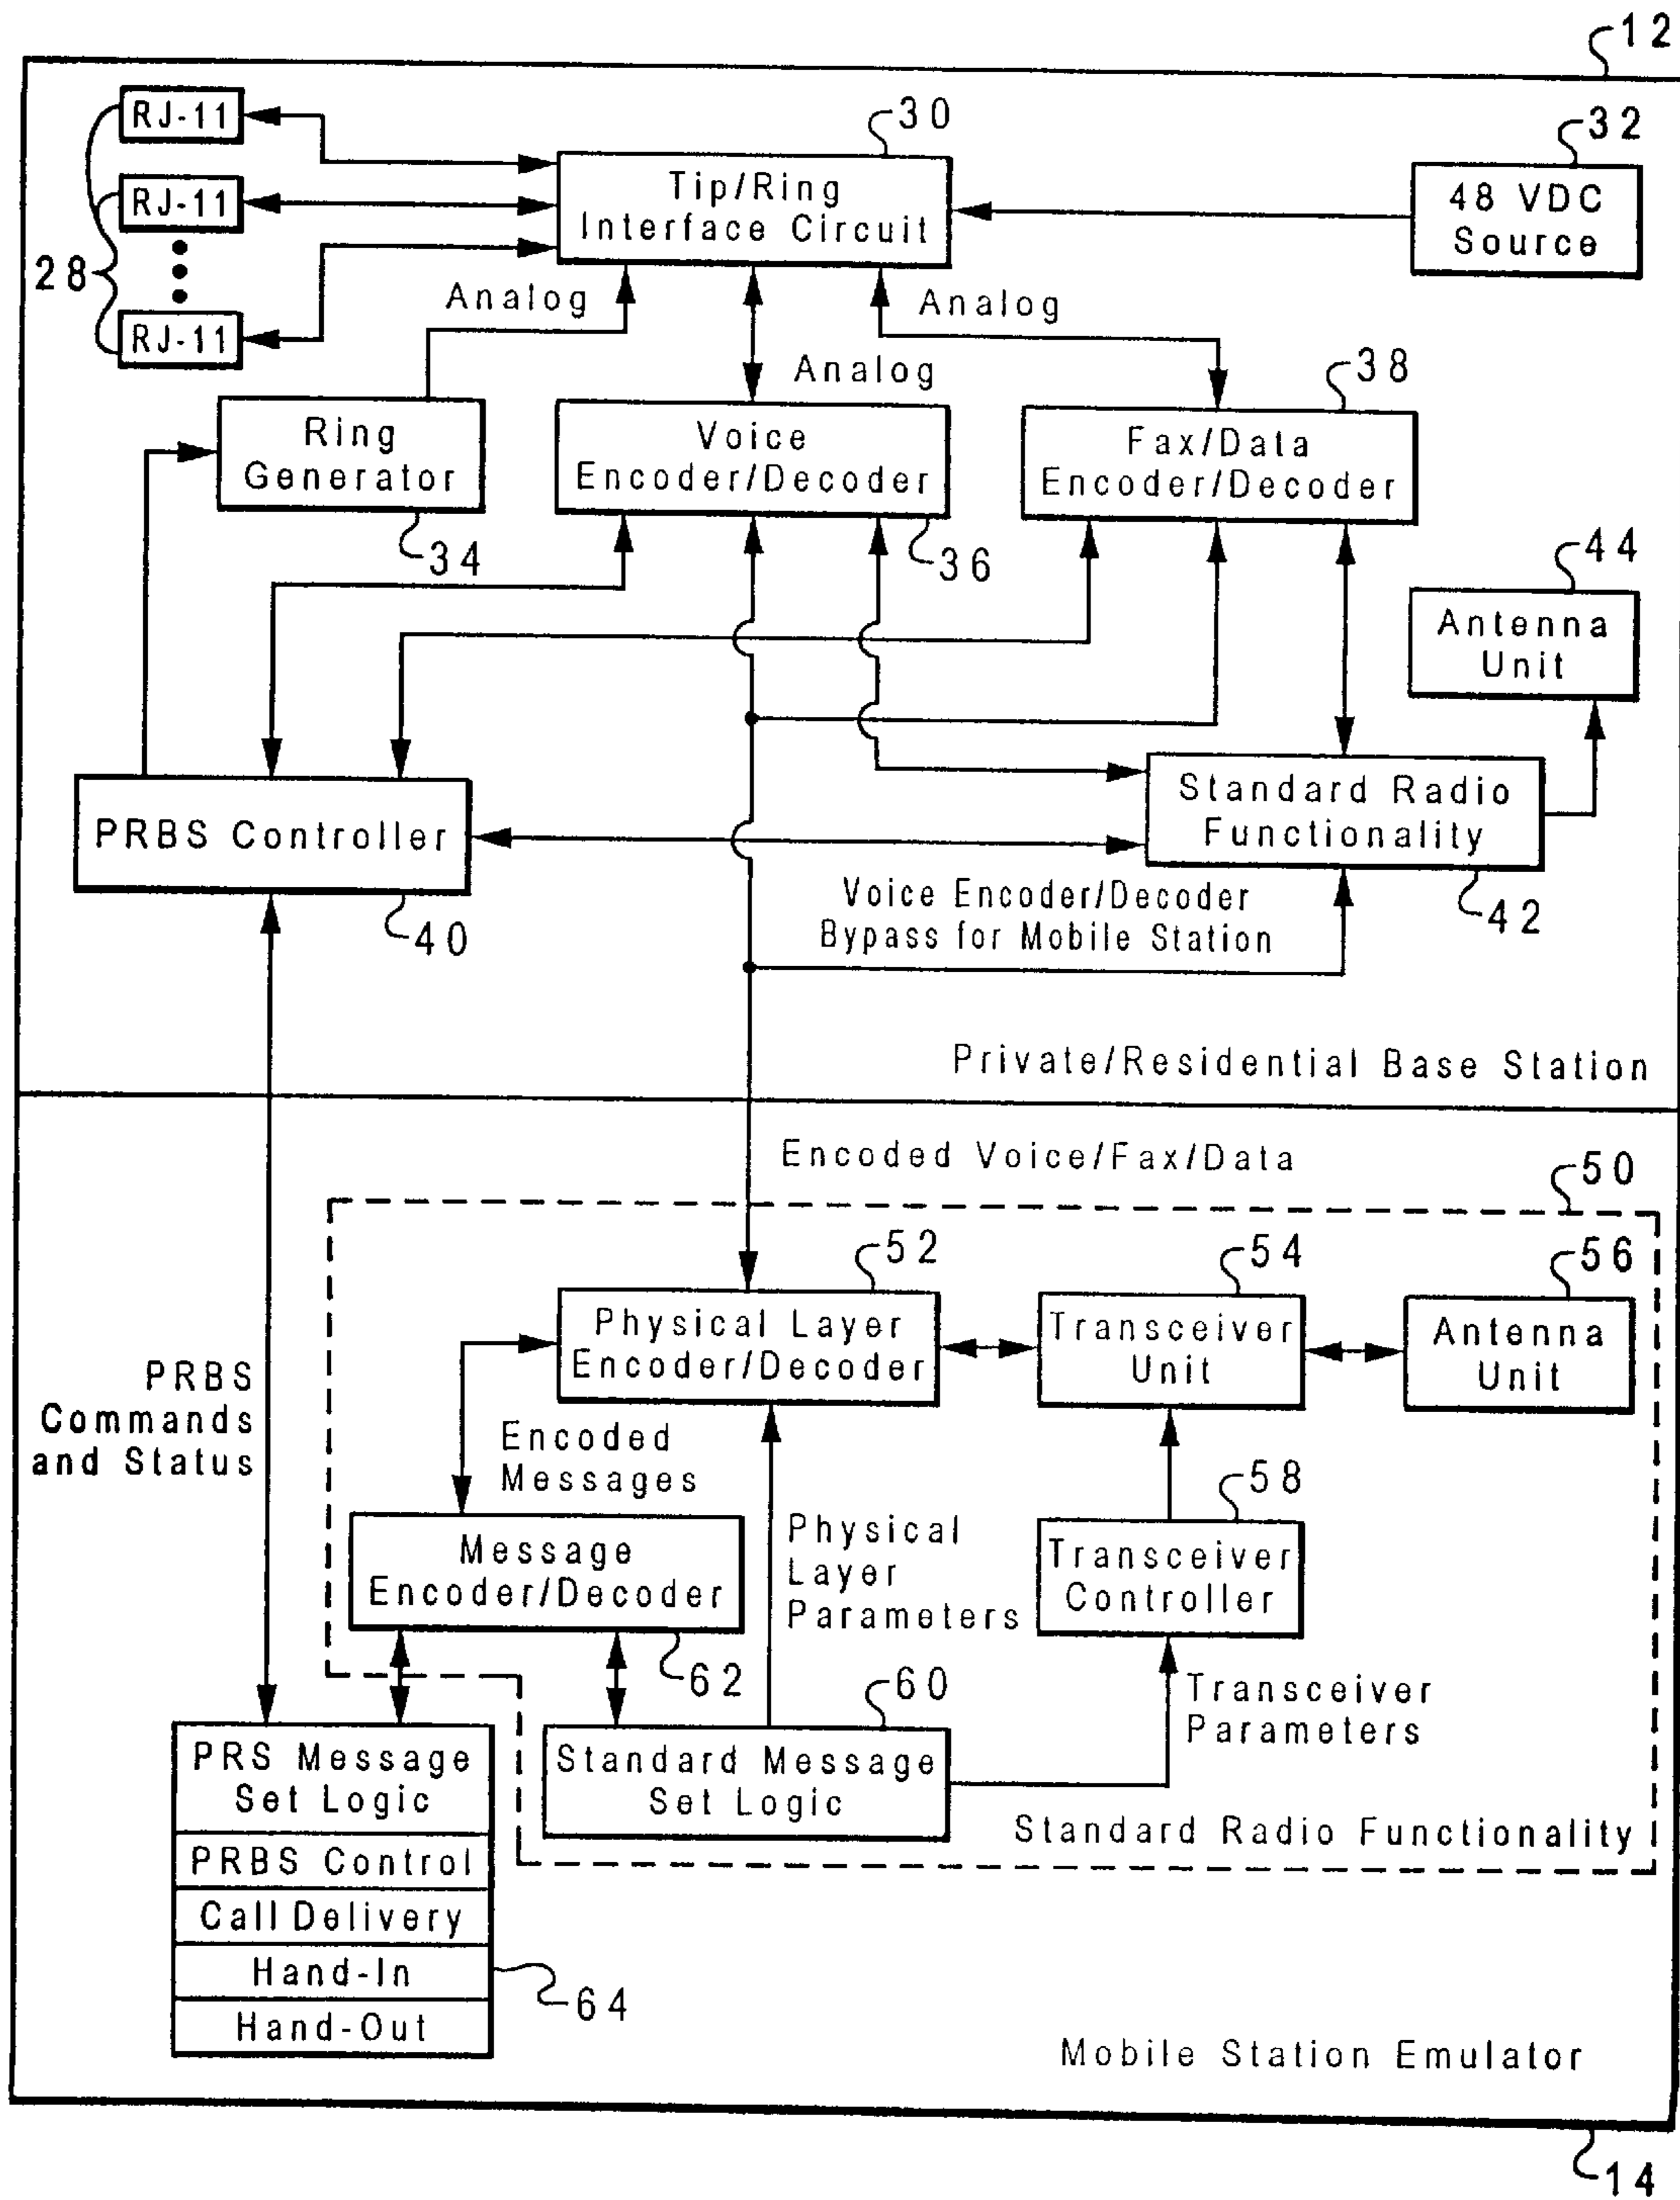 12
RJ-11
30
32
Tip/Ring
Interface Circuit
48 VDC
Source
RJ-11
28
RJ-11
Analog
Analog
Analog
38
Ring
Generator
Voice
Encoder/Decoder
Fax/Data
Encoder/Decoder
34
36
44
Antenna
Unit
PRBS Controller
Standard Radio
Functionality
40
Voice Encoder/Decoder
Bypass for Mobile Station
42
Private/Residential Base Station
Encoded Voice/Fax/Data
50
52
54
56
Physical Layer
Encoder/Decoder
Transceiver
Unit
Antenna
Unit
PRBS
Commands
and Status
Encoded
Messages
58
Message
Encoder/Decoder
Physical
Layer
Parameters
Transceiver
Controller
62
60
Transceiver
Parameters
PRS Message
Set Logic
Standard Message
Set Logic
Standard Radio Functionality
PRBS Control
Call Delivery
Hand-In
64
Hand-Out
Mobile Station Emulator
14